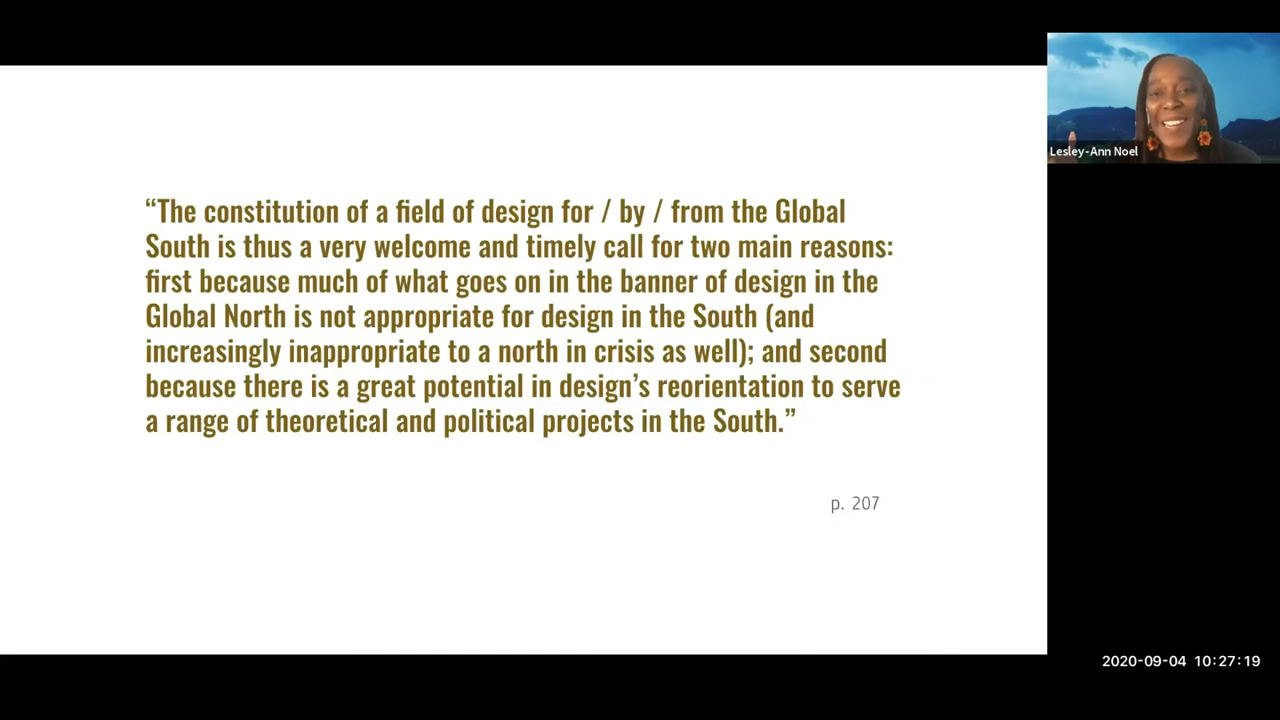 Lesley-Ann Noel
“The constitution of a field of design for / by / from the Global
South is thus a very welcome and timely call for two main reasons:
first because much of what goes on in the banner of design in the
Global North is not appropriate for design in the South (and
increasingly inappropriate to a north in crisis as well); and second
because there is a great potential in design’s reorientation to serve
a range of theoretical and political projects in the South.”
p. 207
2020-09-04 10:27:19